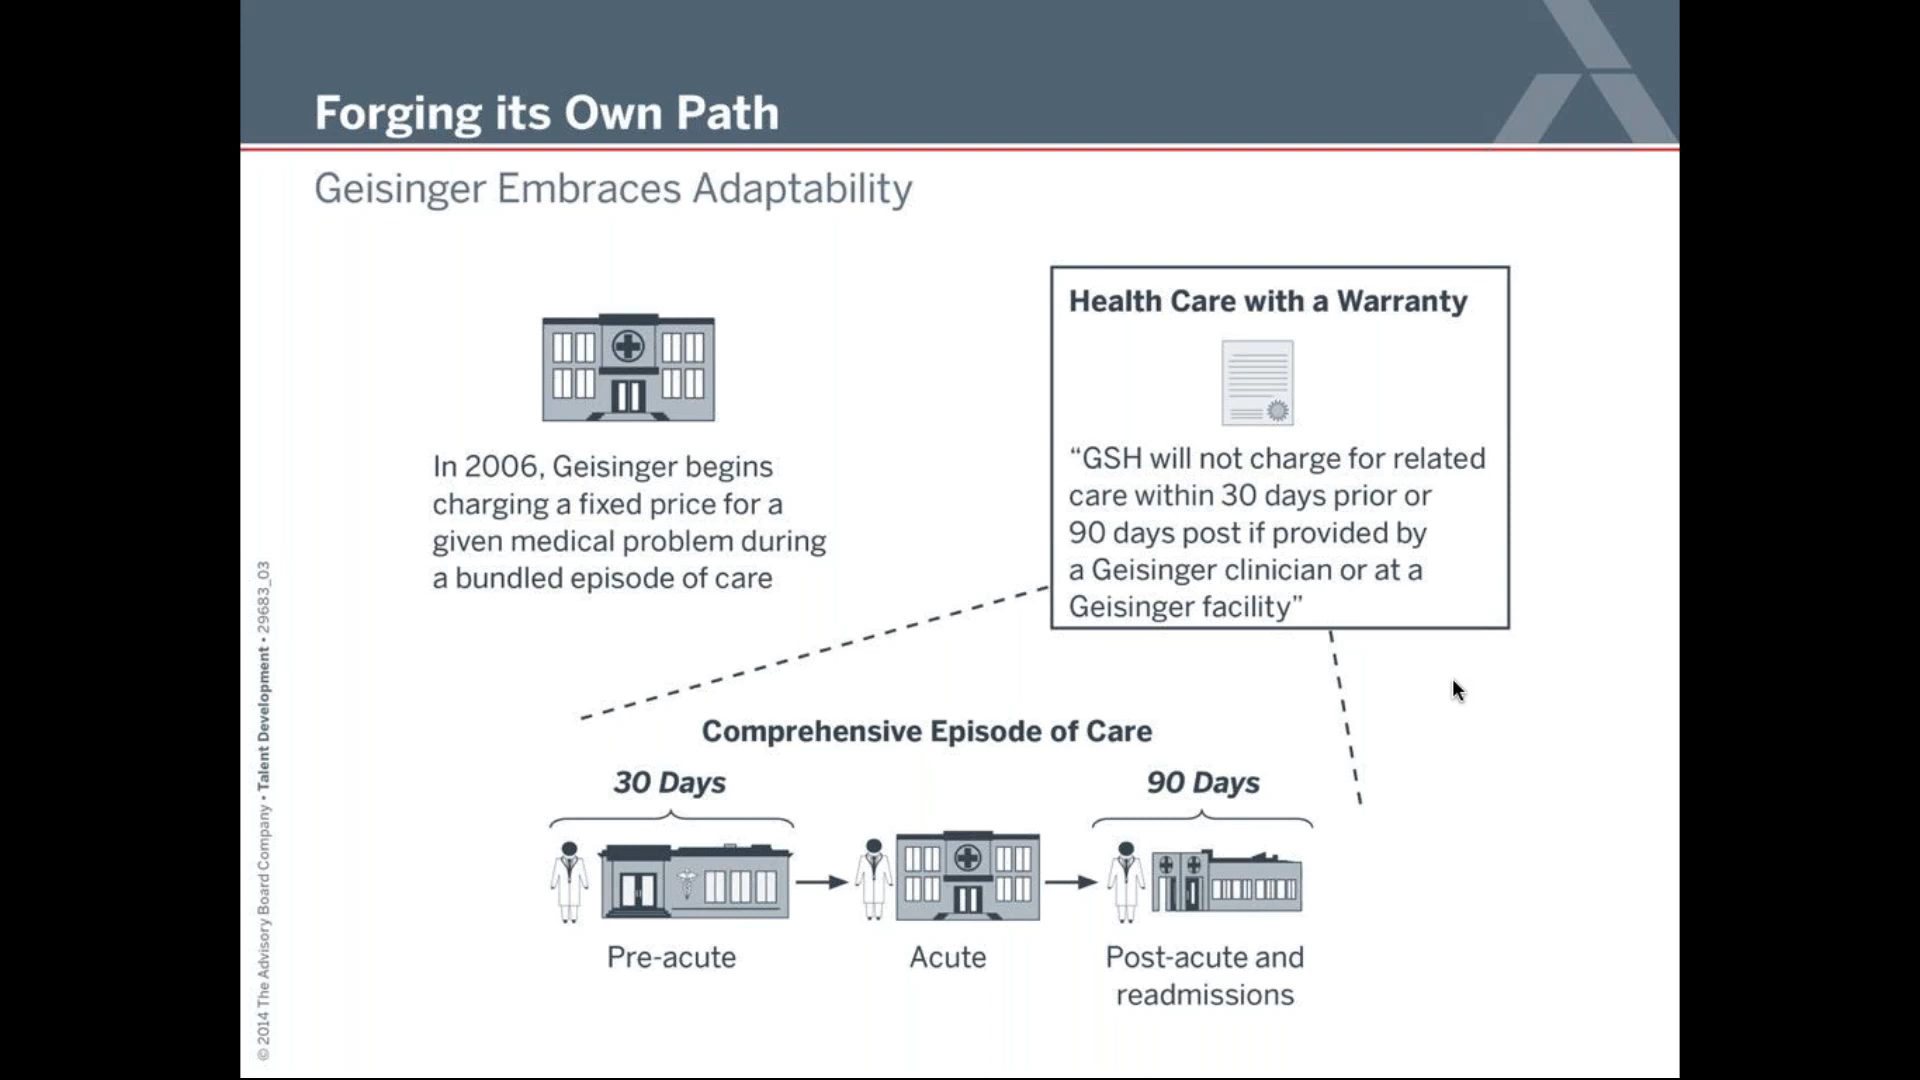 Forging its Own Path
Geisinger Embraces Adaptability
In 2006, Geisinger begins
charging a fixed price for a
given medical problem during
a bundled episode of care
Health Care with a Warranty
“GSH will not charge for related
care within 30 days prior or
90 days post if provided by
a Geisinger clinician or at a
Geisinger facility”
Comprehensive Episode of Care
30 Days
90 Days
Pre-acute
Acute
Post-acute and
readmissions
© 2014 The Advisory Board Company • Talent Development • 29683_03